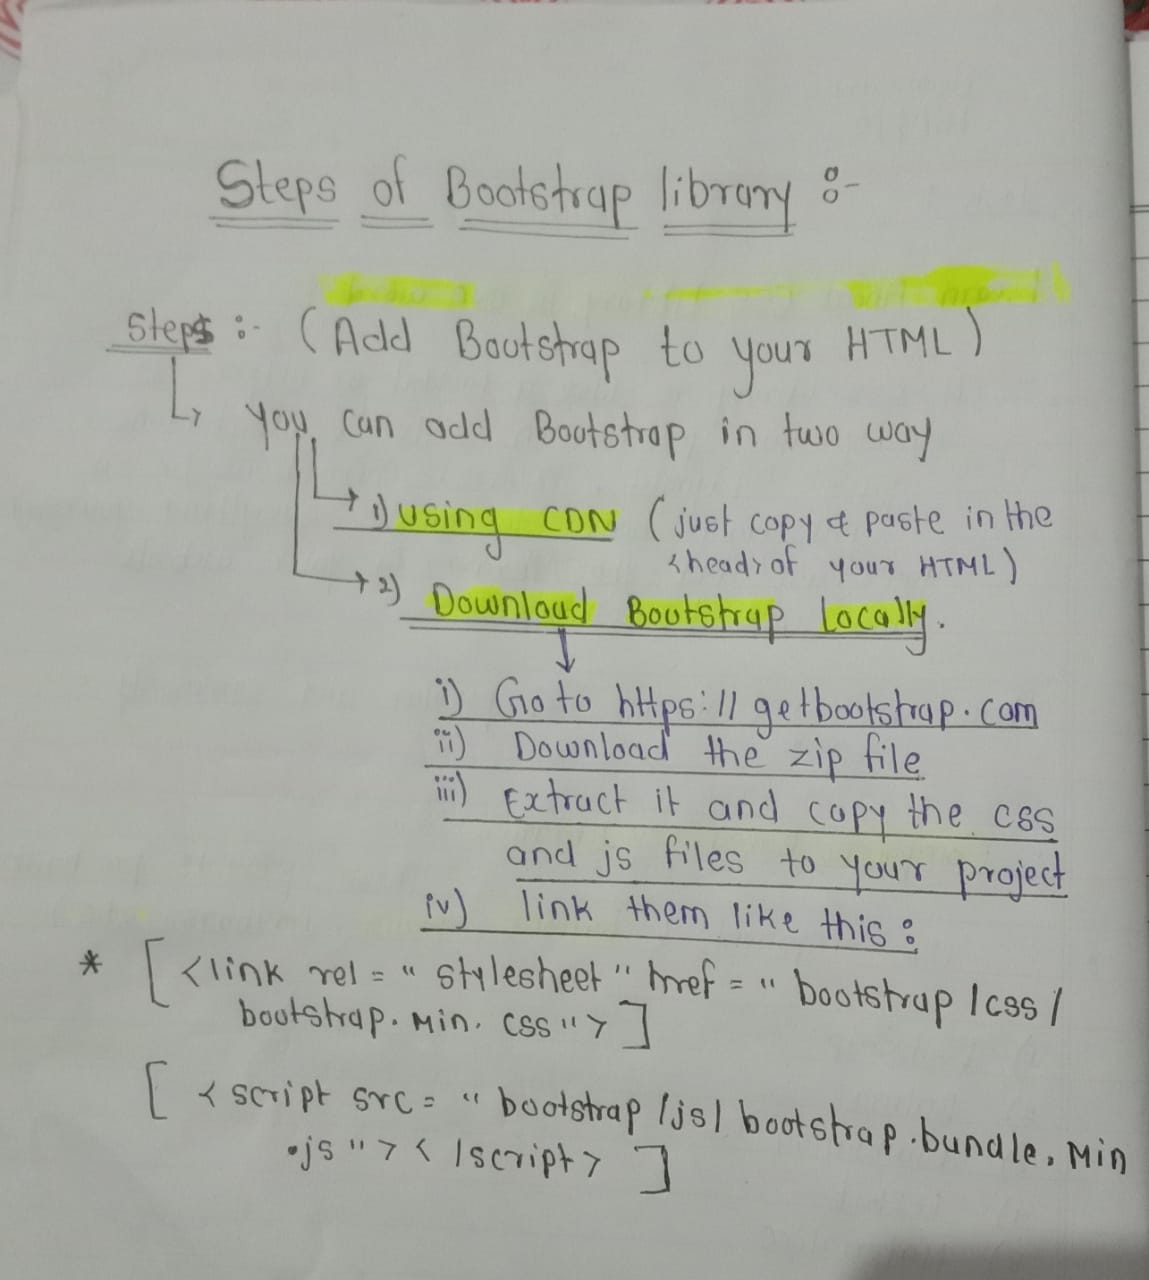 Steps of Bootstrap library :-
Steps :- (Add Bootstrap to your HTML)
You can add Bootstrap in two way
1) using CDN (just copy & paste in the
<head> of your HTML)
2) Download Bootstrap Locally.
i) Go to https://getbootstrap.com
ii) Download the zip file
iii) Extract it and copy the css
and js files to your project
iv) link them like this :
* [<link rel = "stylesheet" href = "bootstrap/css/
bootstrap.min.css">]
[<script src = "bootstrap/js/bootstrap.bundle.min
.js"></script>]